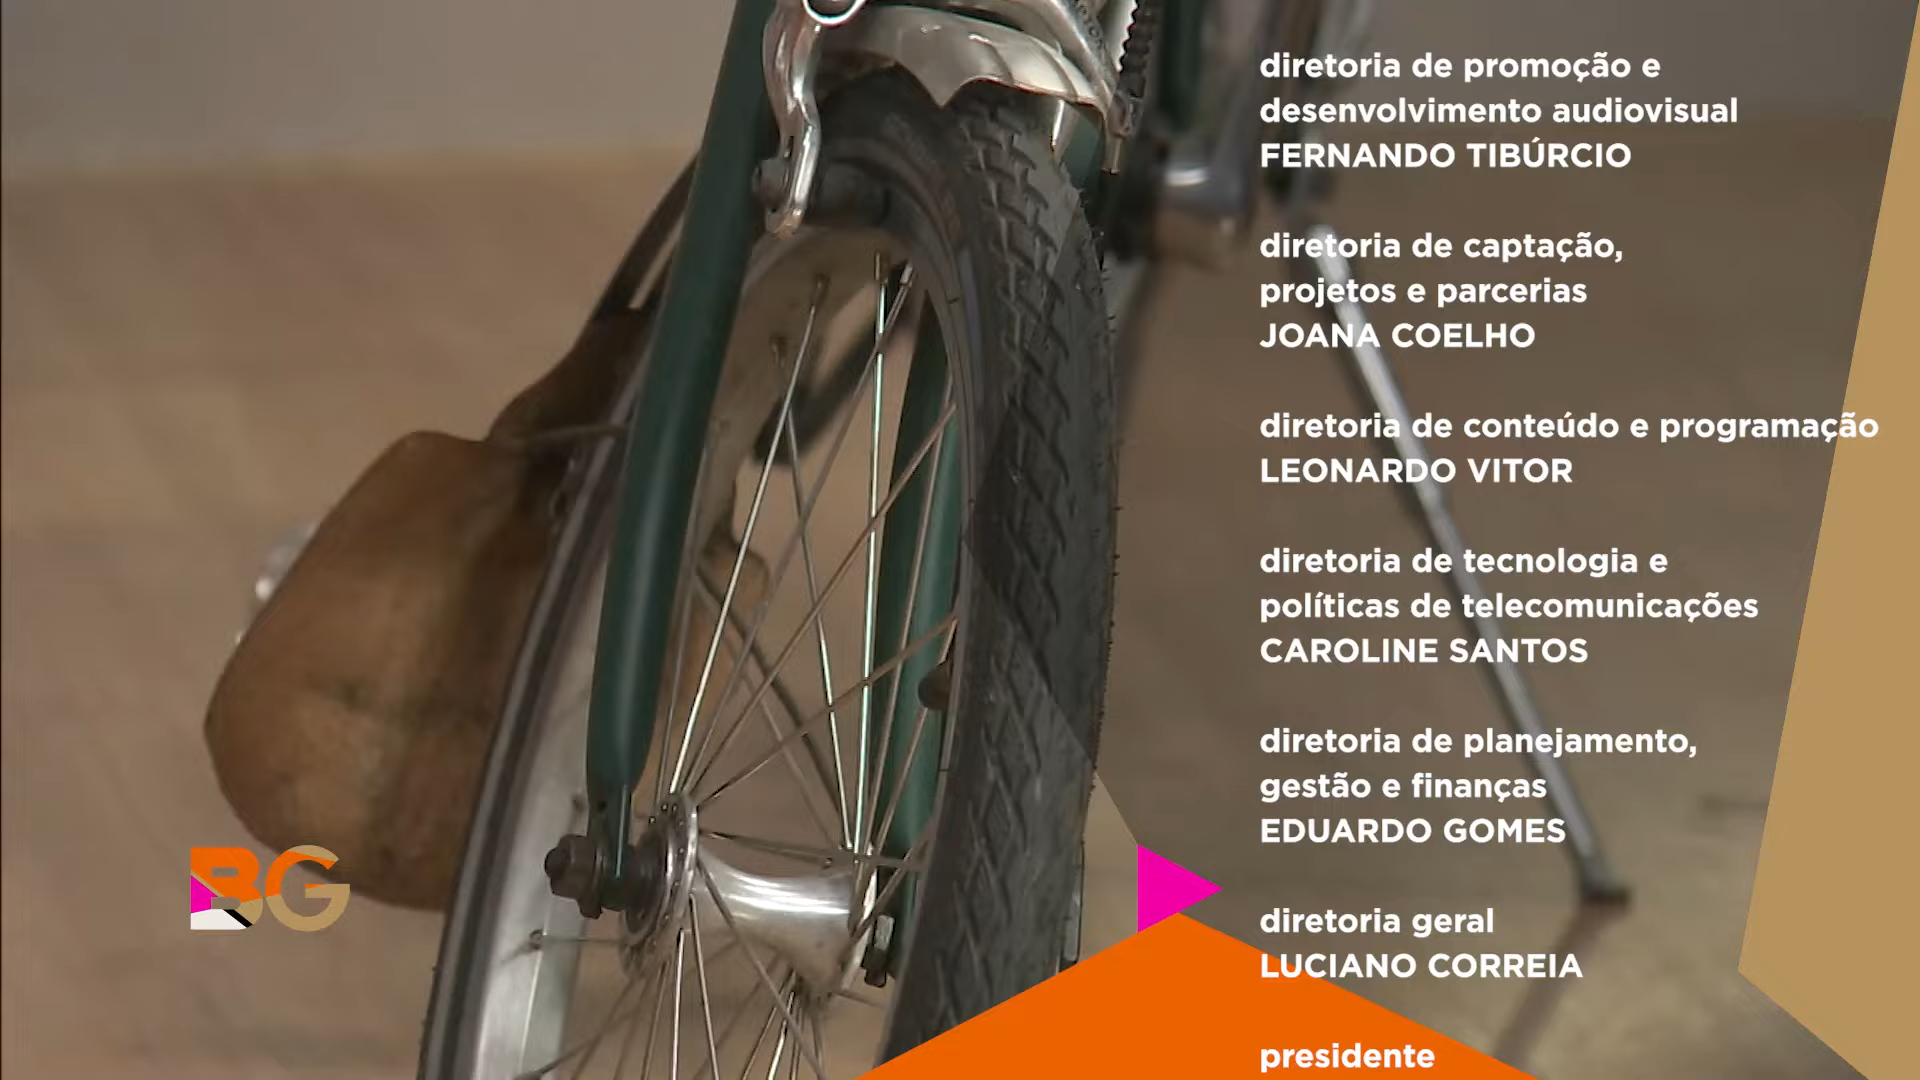 diretoria de promoção e
desenvolvimento audiovisual
FERNANDO TIBÚRCIO
diretoria de captação,
projetos e parcerias
JOANA COELHO
diretoria de conteúdo e programação
LEONARDO VITOR
diretoria de tecnologia e
políticas de telecomunicações
CAROLINE SANTOS
diretoria de planejamento,
gestão e finanças
EDUARDO GOMES
BG
diretoria geral
LUCIANO CORREIA
presidente